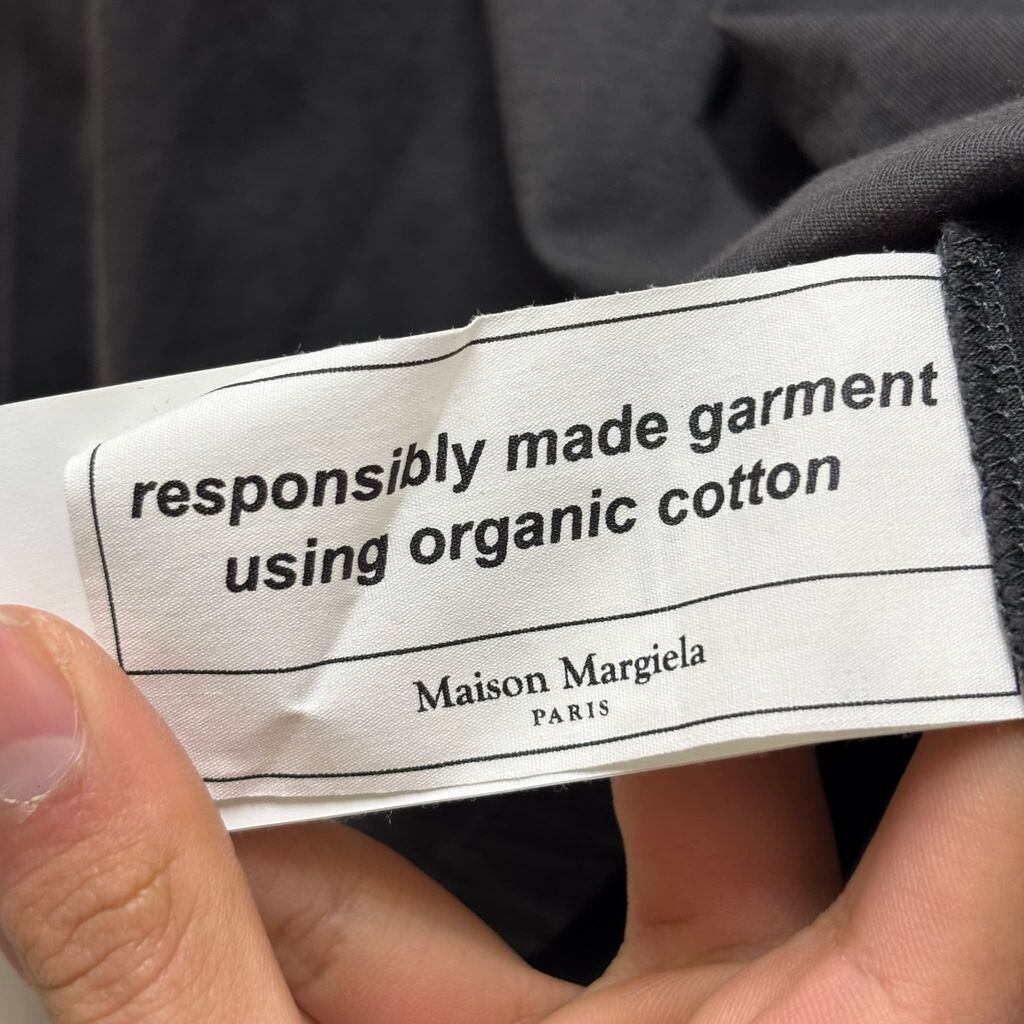 responsibly made garment
using organic cotton
Maison Margiela
PARIS